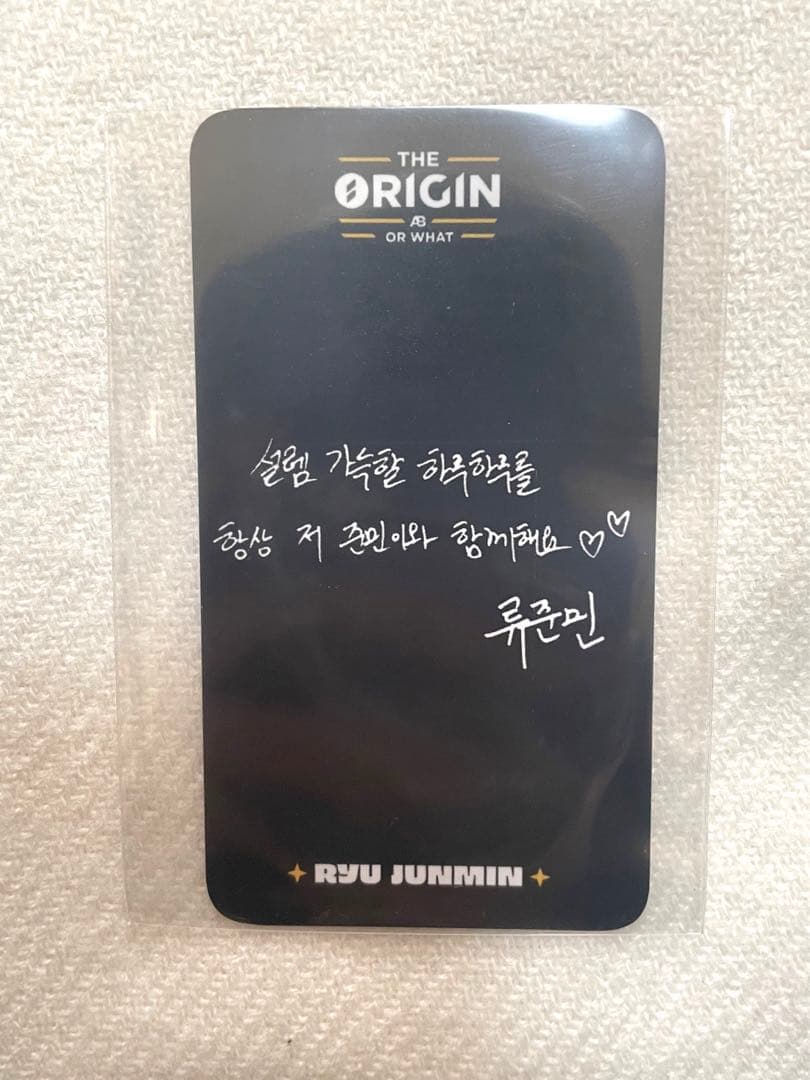 THE
ORIGIN
AB
OR WHAT
설렘 가득할 하루하루를
항상 저 준민이와 함께해요 ♡♡
류준민
RYU JUNMIN